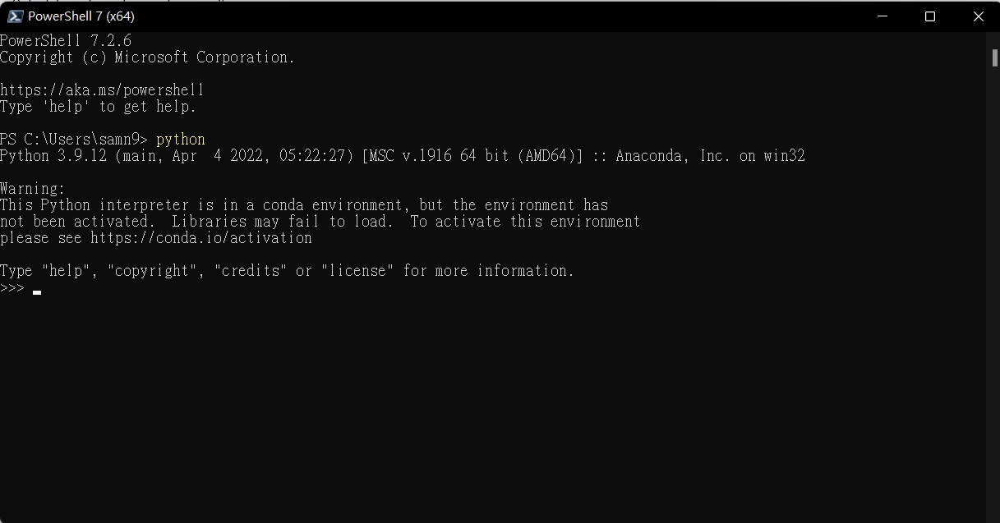 PowerShell 7 (x64)
PowerShell 7.2.6
Copyright (c) Microsoft Corporation.
https://aka.ms/powershell
Type 'help' to get help.
PS C:\Users\samn9> python
Python 3.9.12 (main, Apr  4 2022, 05:22:27) [MSC v.1916 64 bit (AMD64)] :: Anaconda, Inc. on win32
Warning:
This Python interpreter is in a conda environment, but the environment has
not been activated.  Libraries may fail to load.  To activate this environment
please see https://conda.io/activation
Type "help", "copyright", "credits" or "license" for more information.
>>>